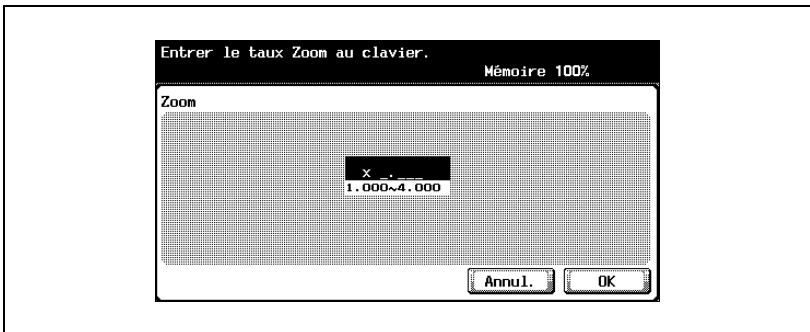 Entrer le taux Zoom au clavier.
Mémoire 100%
Zoom
x _.___
1.000~4.000
Annul. OK